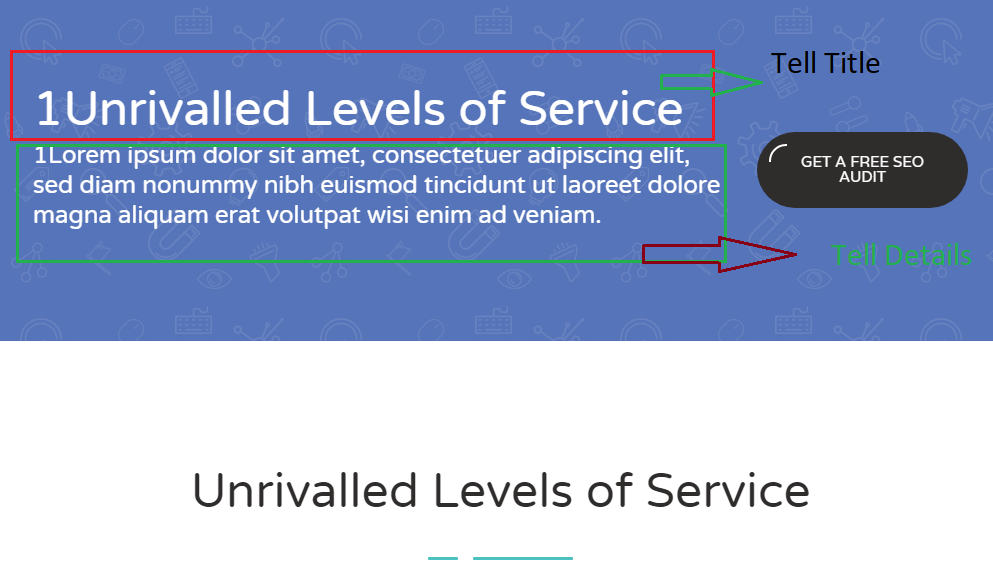 Tell Title
1Unrivalled Levels of Service
1Lorem ipsum dolor sit amet, consectetuer adipiscing elit,
sed diam nonummy nibh euismod tincidunt ut laoreet dolore
magna aliquam erat volutpat wisi enim ad veniam.
GET A FREE SEO
AUDIT
Tell Details
Unrivalled Levels of Service